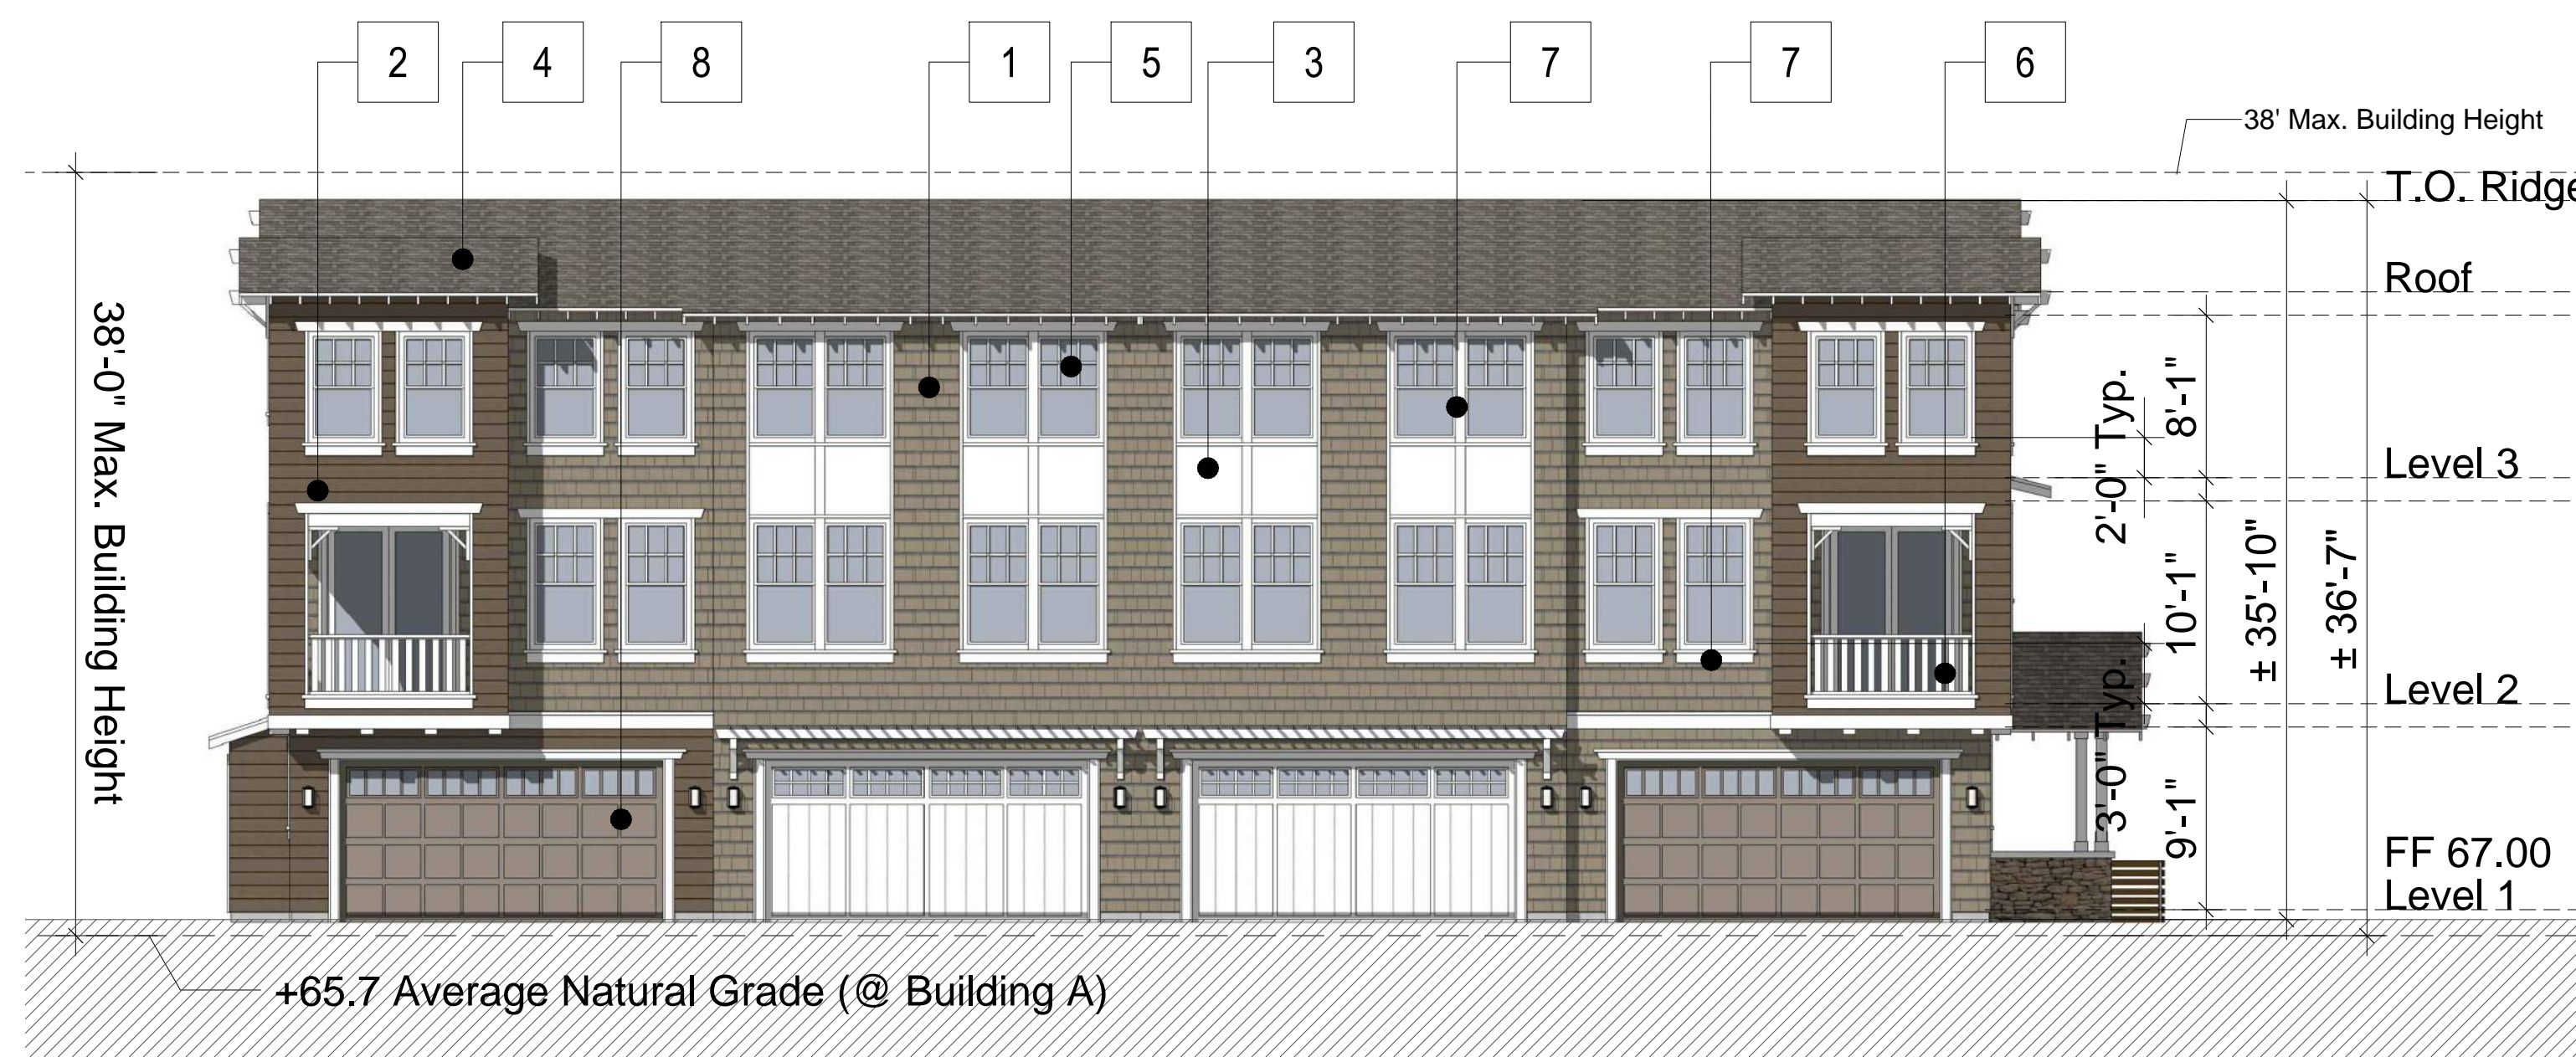 2
4
8
1
5
3
7
7
6
38' Max. Building Height
T.O. Ridge
Roof
Level 3
Level 2
FF 67.00
Level 1
38'-0" Max. Building Height
2'-0" Typ.
8'-1"
10'-1"
3'-0" Typ.
9'-1"
± 35'-10"
± 36'-7"
+65.7 Average Natural Grade (@ Building A)